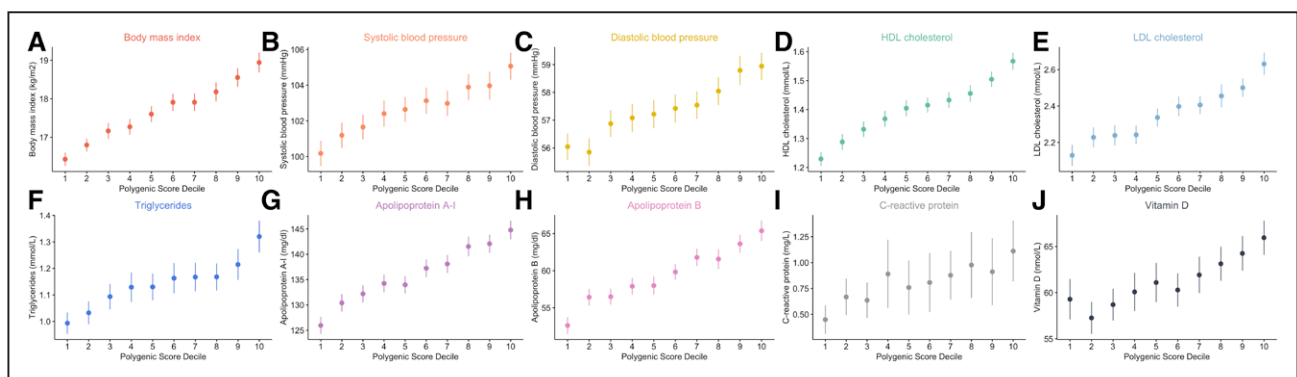 A Body mass index
Body mass index (kg/m2)
19
18
17
1 2 3 4 5 6 7 8 9 10
Polygenic Score Decile
B Systolic blood pressure
Systolic blood pressure (mmHg)
106
104
102
100
1 2 3 4 5 6 7 8 9 10
Polygenic Score Decile
C Diastolic blood pressure
Diastolic blood pressure (mmHg)
59
58
57
56
1 2 3 4 5 6 7 8 9 10
Polygenic Score Decile
D HDL cholesterol
HDL cholesterol (mmol/L)
1.6
1.5
1.4
1.3
1.2
1 2 3 4 5 6 7 8 9 10
Polygenic Score Decile
E LDL cholesterol
LDL cholesterol (mmol/L)
2.6
2.4
2.2
1 2 3 4 5 6 7 8 9 10
Polygenic Score Decile
F Triglycerides
Triglycerides (mmol/L)
1.4
1.3
1.2
1.1
1.0
1 2 3 4 5 6 7 8 9 10
Polygenic Score Decile
G Apolipoprotein A-I
Apolipoprotein A-I (mg/dl)
145
140
135
130
125
1 2 3 4 5 6 7 8 9 10
Polygenic Score Decile
H Apolipoprotein B
Apolipoprotein B (mg/dl)
65
60
55
1 2 3 4 5 6 7 8 9 10
Polygenic Score Decile
I C-reactive protein
C-reactive protein (mg/L)
1.25
1.00
0.75
0.50
1 2 3 4 5 6 7 8 9 10
Polygenic Score Decile
J Vitamin D
Vitamin D (nmol/L)
65
60
55
1 2 3 4 5 6 7 8 9 10
Polygenic Score Decile